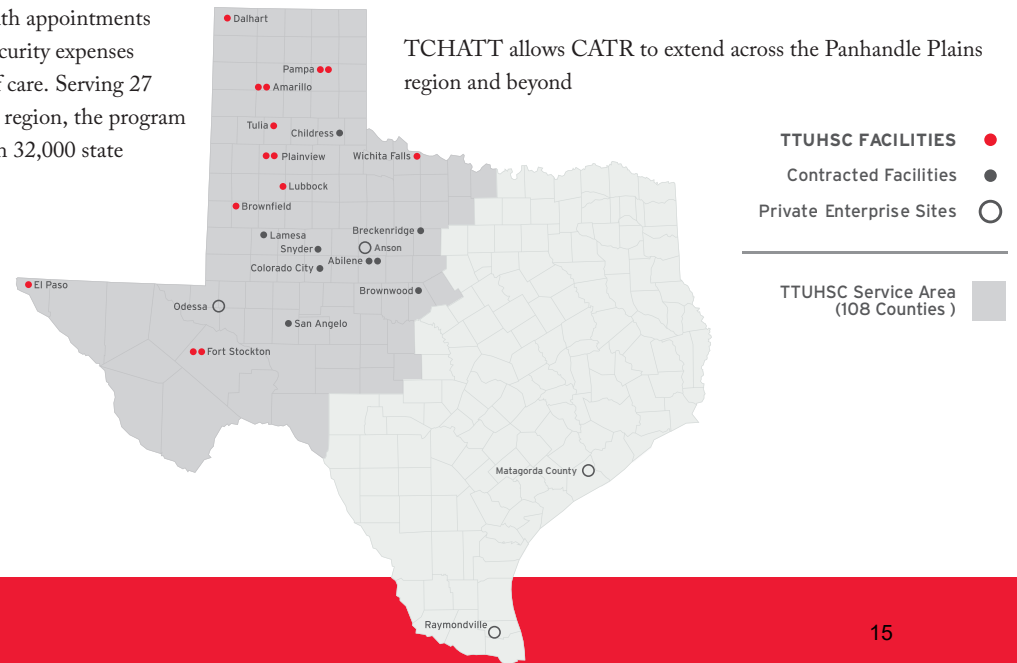 th appointments
curity expenses
f care. Serving 27
region, the program
n 32,000 state
TCHATT allows CATR to extend across the Panhandle Plains
region and beyond
TTUHSC FACILITIES
Contracted Facilities
Private Enterprise Sites
TTUHSC Service Area
(108 Counties )
Dalhart
Pampa
Amarillo
Tulia
Childress
Plainview
Wichita Falls
Lubbock
Brownfield
Lamesa
Breckenridge
Snyder
Anson
Abilene
Colorado City
El Paso
Brownwood
Odessa
San Angelo
Fort Stockton
Matagorda County
Raymondville
15